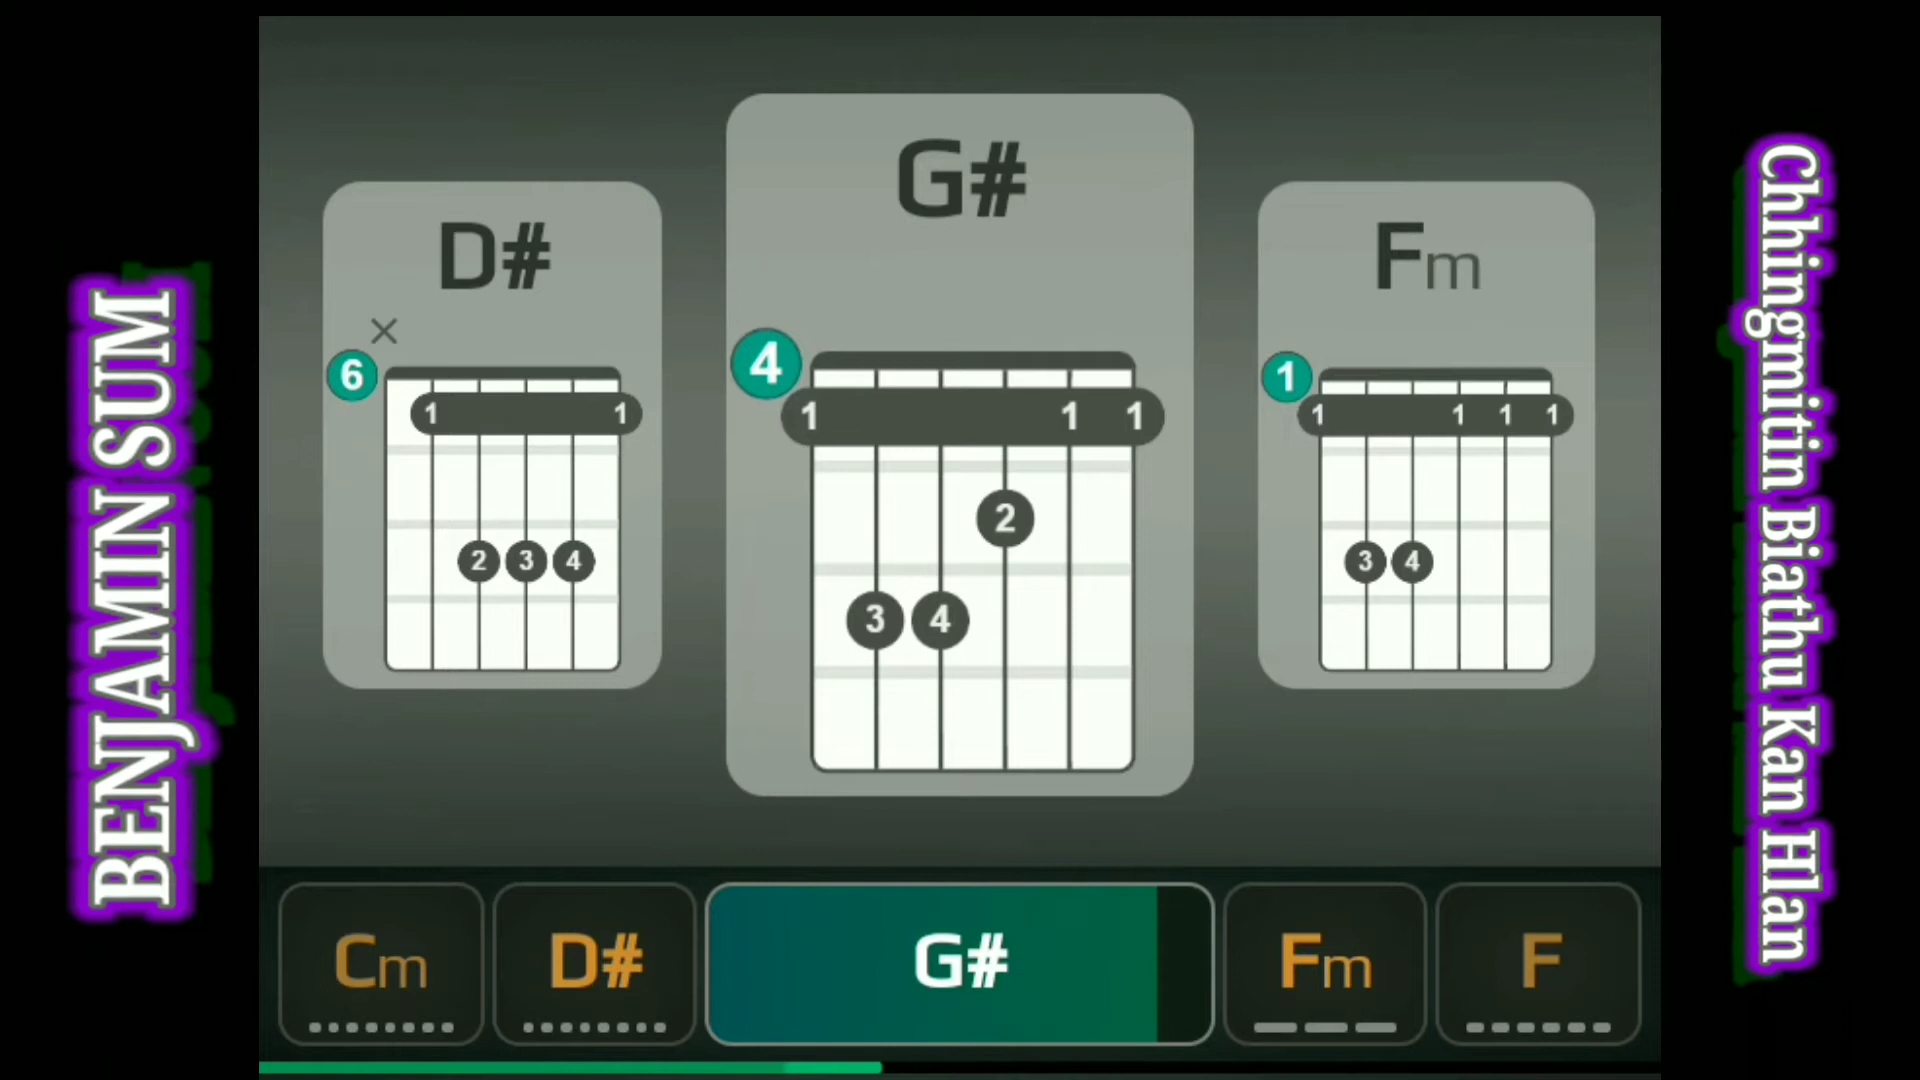 BENJAMIN SUM
D#
×
6
1 1
2 3 4
G#
4
1 1 1
2
3 4
Fm
1
1 1 1 1
3 4
Cm
D#
G#
Fm
F
Chhingmitin Biathu Kan Hlan